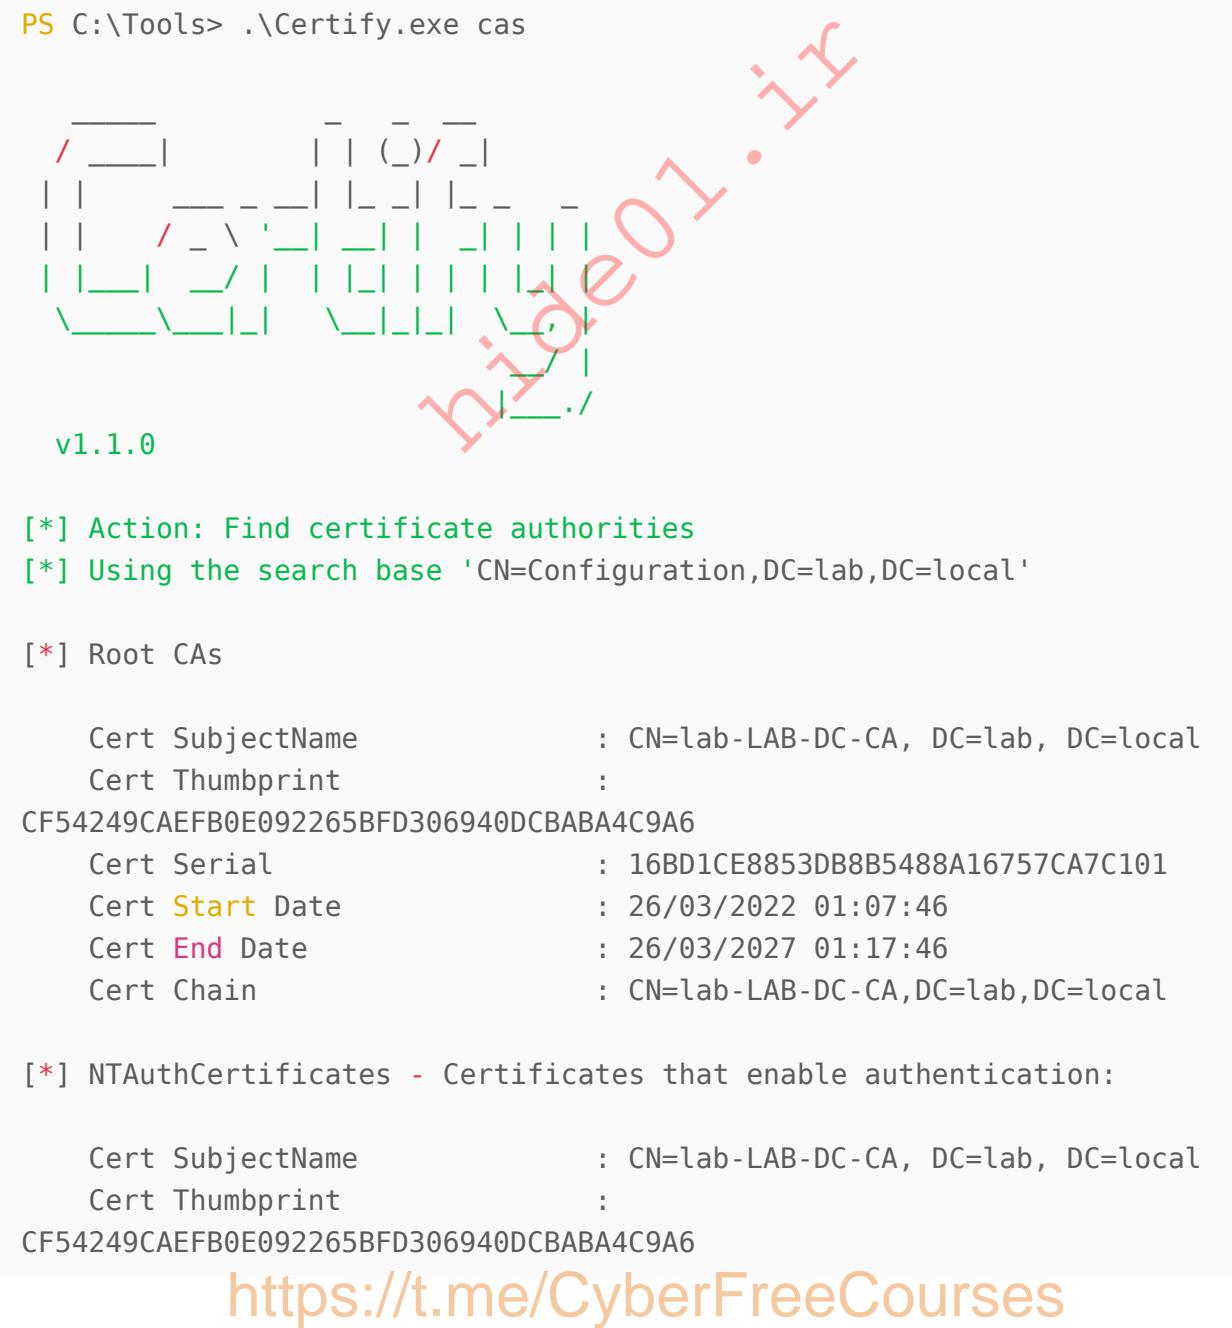 PS C:\Tools> .\Certify.exe cas
   _____          _   _  __
  / ____|        | | (_)/ _|
 | |     ___ _ __| |_ _| |_ _   _
 | |    / _ \ '__| __| |  _| | | |
 | |___|  __/ |  | |_| | | | |_| |
  \_____\___|_|   \__|_|_|  \__, |
                             __/ |
                            |___./
  v1.1.0
[*] Action: Find certificate authorities
[*] Using the search base 'CN=Configuration,DC=lab,DC=local'
[*] Root CAs
    Cert SubjectName              : CN=lab-LAB-DC-CA, DC=lab, DC=local
    Cert Thumbprint               :
CF54249CAEFB0E092265BFD306940DCBABA4C9A6
    Cert Serial                   : 16BD1CE8853DB8B5488A16757CA7C101
    Cert Start Date               : 26/03/2022 01:07:46
    Cert End Date                 : 26/03/2027 01:17:46
    Cert Chain                    : CN=lab-LAB-DC-CA,DC=lab,DC=local
[*] NTAuthCertificates - Certificates that enable authentication:
    Cert SubjectName              : CN=lab-LAB-DC-CA, DC=lab, DC=local
    Cert Thumbprint               :
CF54249CAEFB0E092265BFD306940DCBABA4C9A6
hide01.ir
https://t.me/CyberFreeCourses